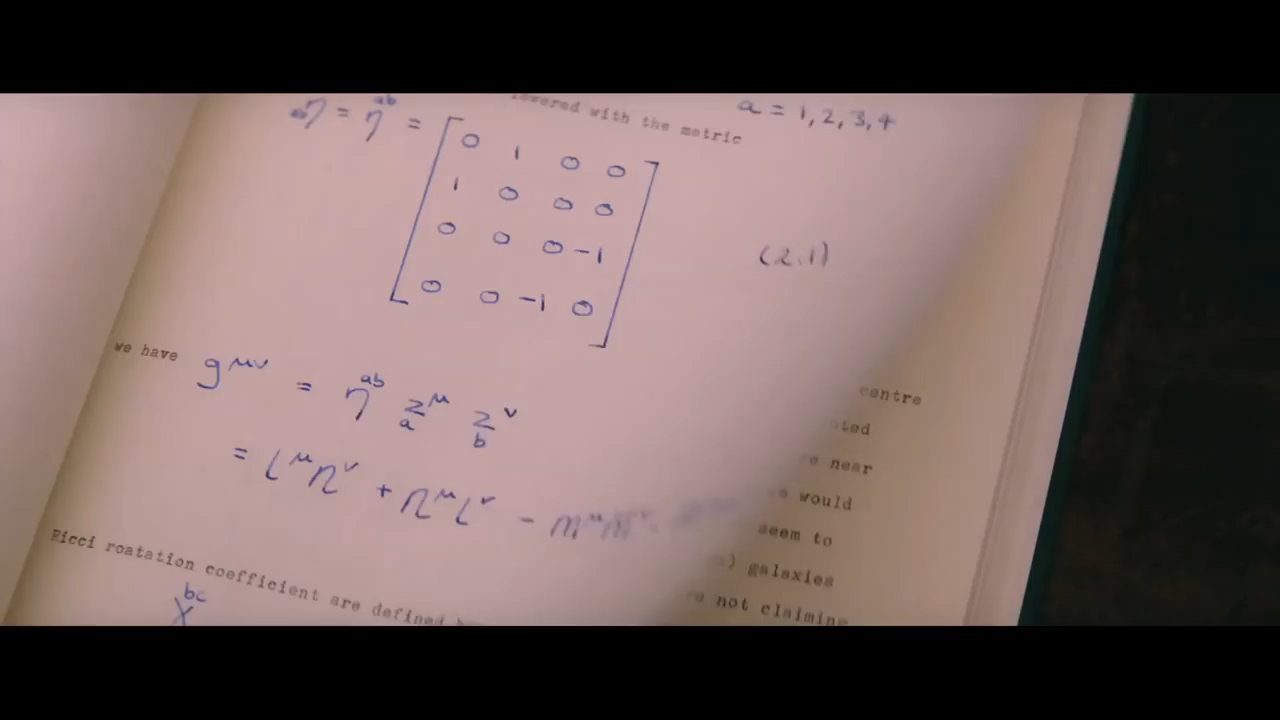 lowered with the metric a = 1, 2, 3, 4
η = η^{ab} = [ 0 1 0 0
1 0 0 0
0 0 0 -1
0 0 -1 0 ]
(2.1)
we have g^{μν} = η^{ab} z_a^μ z_b^ν
= l^μ n^ν + n^μ l^ν - m^μ
Ricci roatation coefficient are defined
γ^{bc}
centre
near
would
seem to
) galaxies
not claiming